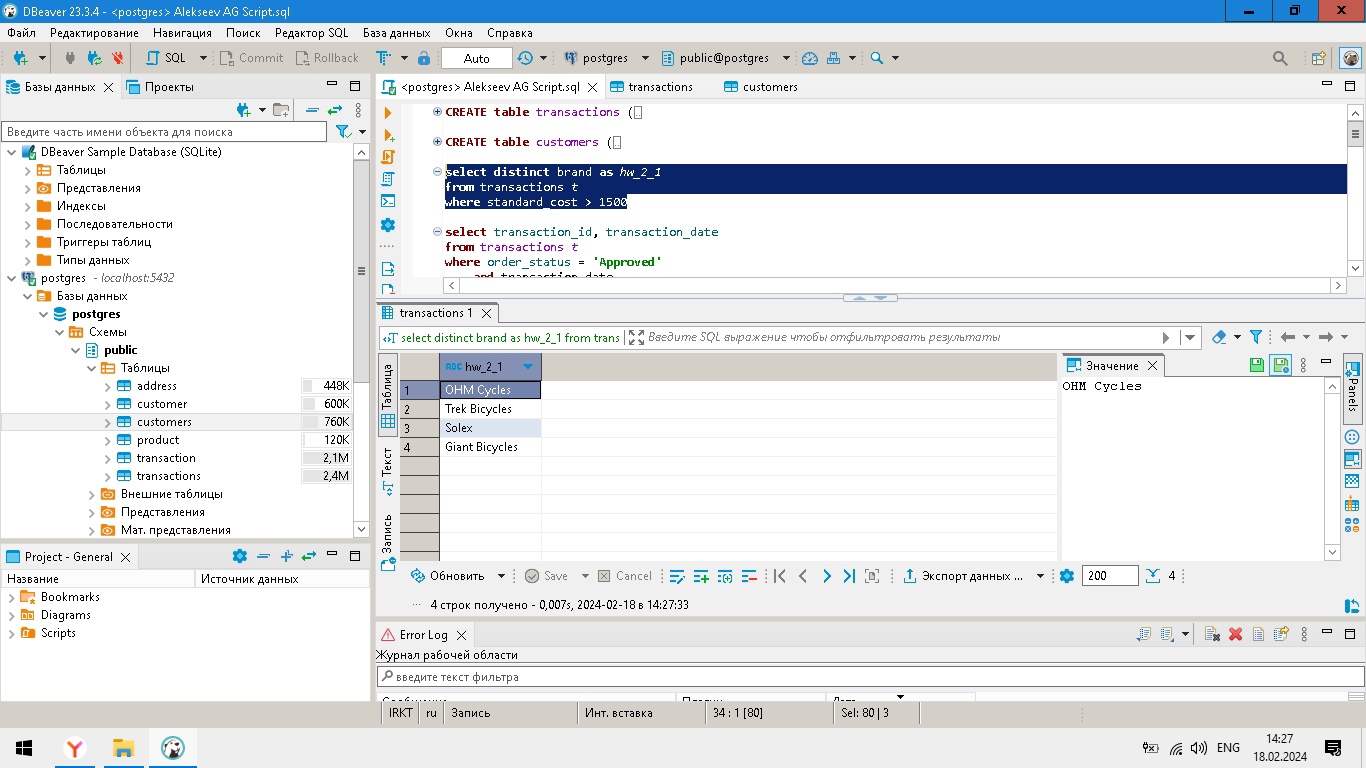 DBeaver 23.3.4 - <postgres> Alekseev AG Script.sql
Файл Редактирование Навигация Поиск Редактор SQL База данных Окна Справка
SQL Commit Rollback Auto postgres public@postgres
Базы данных Проекты
Введите часть имени объекта для поиска
DBeaver Sample Database (SQLite)
Таблицы
Представления
Индексы
Последовательности
Триггеры таблиц
Типы данных
postgres - localhost:5432
Базы данных
postgres
Схемы
public
Таблицы
address 448K
customer 600K
customers 760K
product 120K
transaction 2,1M
transactions 2,4M
Внешние таблицы
Представления
Мат. представления
Project - General
Название Источник данных
Bookmarks
Diagrams
Scripts
<postgres> Alekseev AG Script.sql transactions customers
CREATE table transactions (
CREATE table customers (
select distinct brand as hw_2_1
from transactions t
where standard_cost > 1500
select transaction_id, transaction_date
from transactions t
where order_status = 'Approved'
and transaction_date
transactions 1
select distinct brand as hw_2_1 from trans Введите SQL выражение чтобы отфильтровать результаты
Таблица
Текст
Запись
ABC hw_2_1
1 OHM Cycles
2 Trek Bicycles
3 Solex
4 Giant Bicycles
Значение
OHM Cycles
Panels
Обновить Save Cancel Экспорт данных ... 200 4
4 строк получено - 0,007s, 2024-02-18 в 14:27:33
Error Log
Журнал рабочей области
введите текст фильтра
IRKT ru Запись Инт. вставка 34 : 1 [80] Sel: 80 | 3
ENG 14:27
18.02.2024